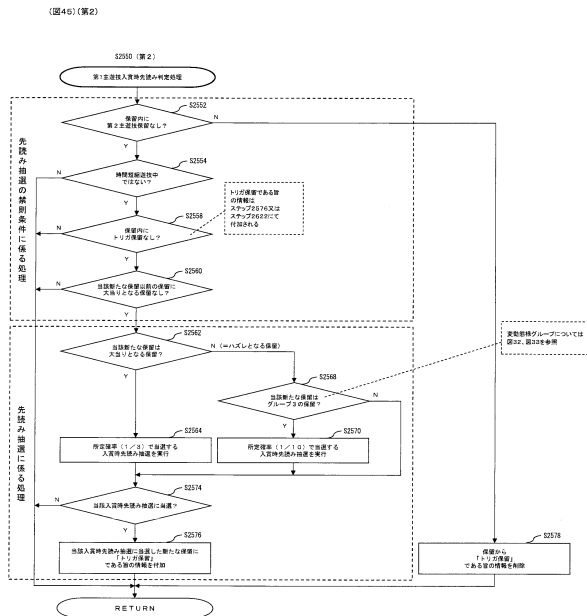 (図45)(第2)
S2550 (第2)
第1主遊技入賞時先読み判定処理
先読み抽選の禁則条件に係る処理
S2552
保留内に
第2主遊技保留なし?
N
Y
S2554
時間短縮遊技中
ではない?
N
Y
トリガ保留である旨
の情報は
ステップ2576又は
ステップ2622にて
付加される
S2558
保留内に
トリガ保留なし?
N
Y
S2560
当該新たな保留以前の保留に
大当りとなる保留なし?
N
Y
先読み抽選に係る処理
S2562
当該新たな保留は
大当りとなる保留?
N (=ハズレとなる保留)
Y
変動態様グループについては
図32、図33を参照
S2568
当該新たな保留は
グループ3の保留?
N
Y
S2564
所定確率(1/3)で当選する
入賞時先読み抽選を実行
S2570
所定確率(1/10)で当選する
入賞時先読み抽選を実行
S2574
当該入賞時先読み抽選に当選?
N
Y
S2576
当該入賞時先読み抽選に当選した新たな保留に
「トリガ保留」
である旨の情報を付加
S2578
保留から
「トリガ保留」
である旨の情報を削除
RETURN